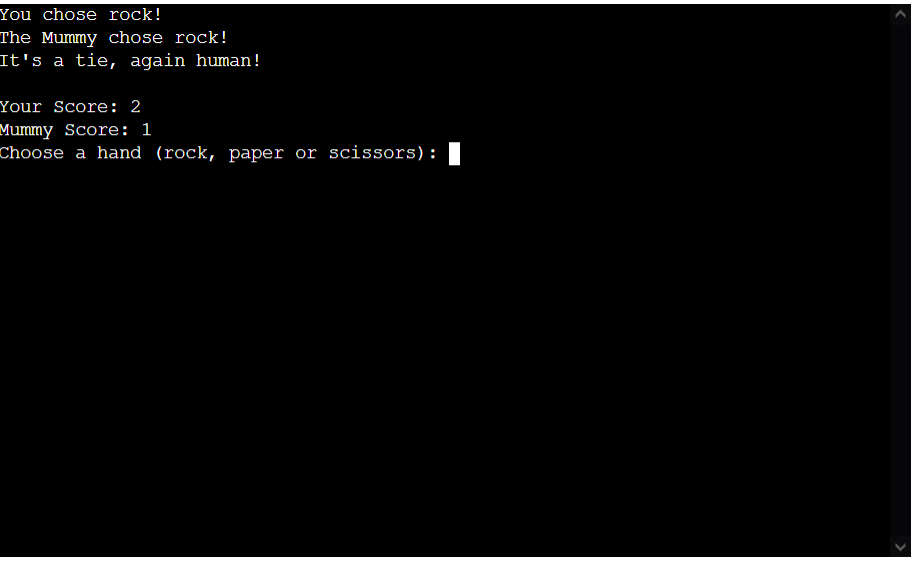 You chose rock!
The Mummy chose rock!
It's a tie, again human!
Your Score: 2
Mummy Score: 1
Choose a hand (rock, paper or scissors):